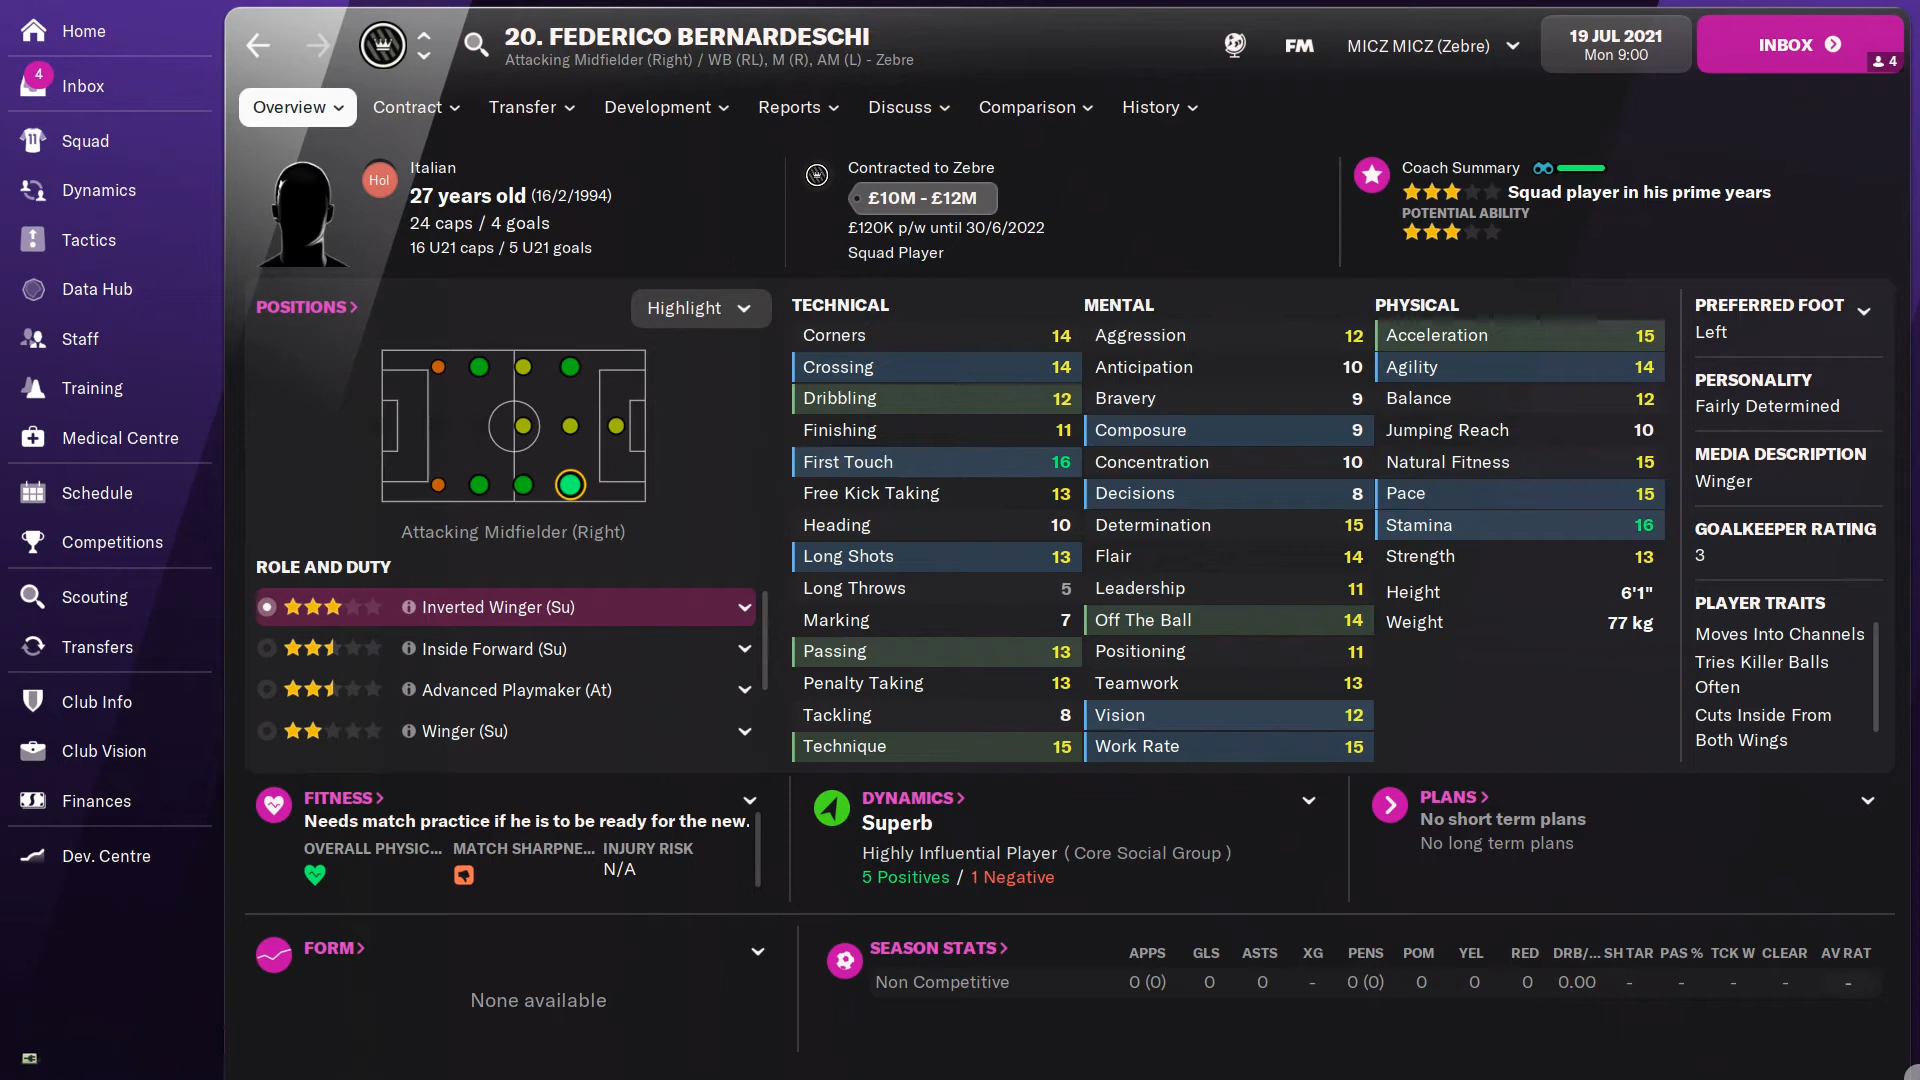 Home
4
Inbox
11
Squad
Dynamics
Tactics
Data Hub
Staff
Training
Medical Centre
Schedule
Competitions
Scouting
Transfers
Club Info
Club Vision
Finances
Dev. Centre
20. FEDERICO BERNARDESCHI
Attacking Midfielder (Right) / WB (RL), M (R), AM (L) - Zebre
FM
MICZ MICZ (Zebre)
19 JUL 2021
Mon 9:00
INBOX
4
Overview
Contract
Transfer
Development
Reports
Discuss
Comparison
History
Hol
Italian
27 years old (16/2/1994)
24 caps / 4 goals
16 U21 caps / 5 U21 goals
Contracted to Zebre
£10M - £12M
£120K p/w until 30/6/2022
Squad Player
Coach Summary
Squad player in his prime years
POTENTIAL ABILITY
POSITIONS
Highlight
Attacking Midfielder (Right)
ROLE AND DUTY
Inverted Winger (Su)
Inside Forward (Su)
Advanced Playmaker (At)
Winger (Su)
TECHNICAL
Corners 14
Crossing 14
Dribbling 12
Finishing 11
First Touch 16
Free Kick Taking 13
Heading 10
Long Shots 13
Long Throws 5
Marking 7
Passing 13
Penalty Taking 13
Tackling 8
Technique 15
MENTAL
Aggression 12
Anticipation 10
Bravery 9
Composure 9
Concentration 10
Decisions 8
Determination 15
Flair 14
Leadership 11
Off The Ball 14
Positioning 11
Teamwork 13
Vision 12
Work Rate 15
PHYSICAL
Acceleration 15
Agility 14
Balance 12
Jumping Reach 10
Natural Fitness 15
Pace 15
Stamina 16
Strength 13
Height 6'1"
Weight 77 kg
PREFERRED FOOT
Left
PERSONALITY
Fairly Determined
MEDIA DESCRIPTION
Winger
GOALKEEPER RATING
3
PLAYER TRAITS
Moves Into Channels
Tries Killer Balls
Often
Cuts Inside From
Both Wings
FITNESS
Needs match practice if he is to be ready for the new.
OVERALL PHYSIC... MATCH SHARPNE... INJURY RISK
N/A
DYNAMICS
Superb
Highly Influential Player ( Core Social Group )
5 Positives / 1 Negative
PLANS
No short term plans
No long term plans
FORM
None available
SEASON STATS
APPS GLS ASTS XG PENS POM YEL RED DRB/... SH TAR PAS % TCK W CLEAR AV RAT
Non Competitive 0 (0) 0 0 - 0 (0) 0 0 0 0.00 - - - - -